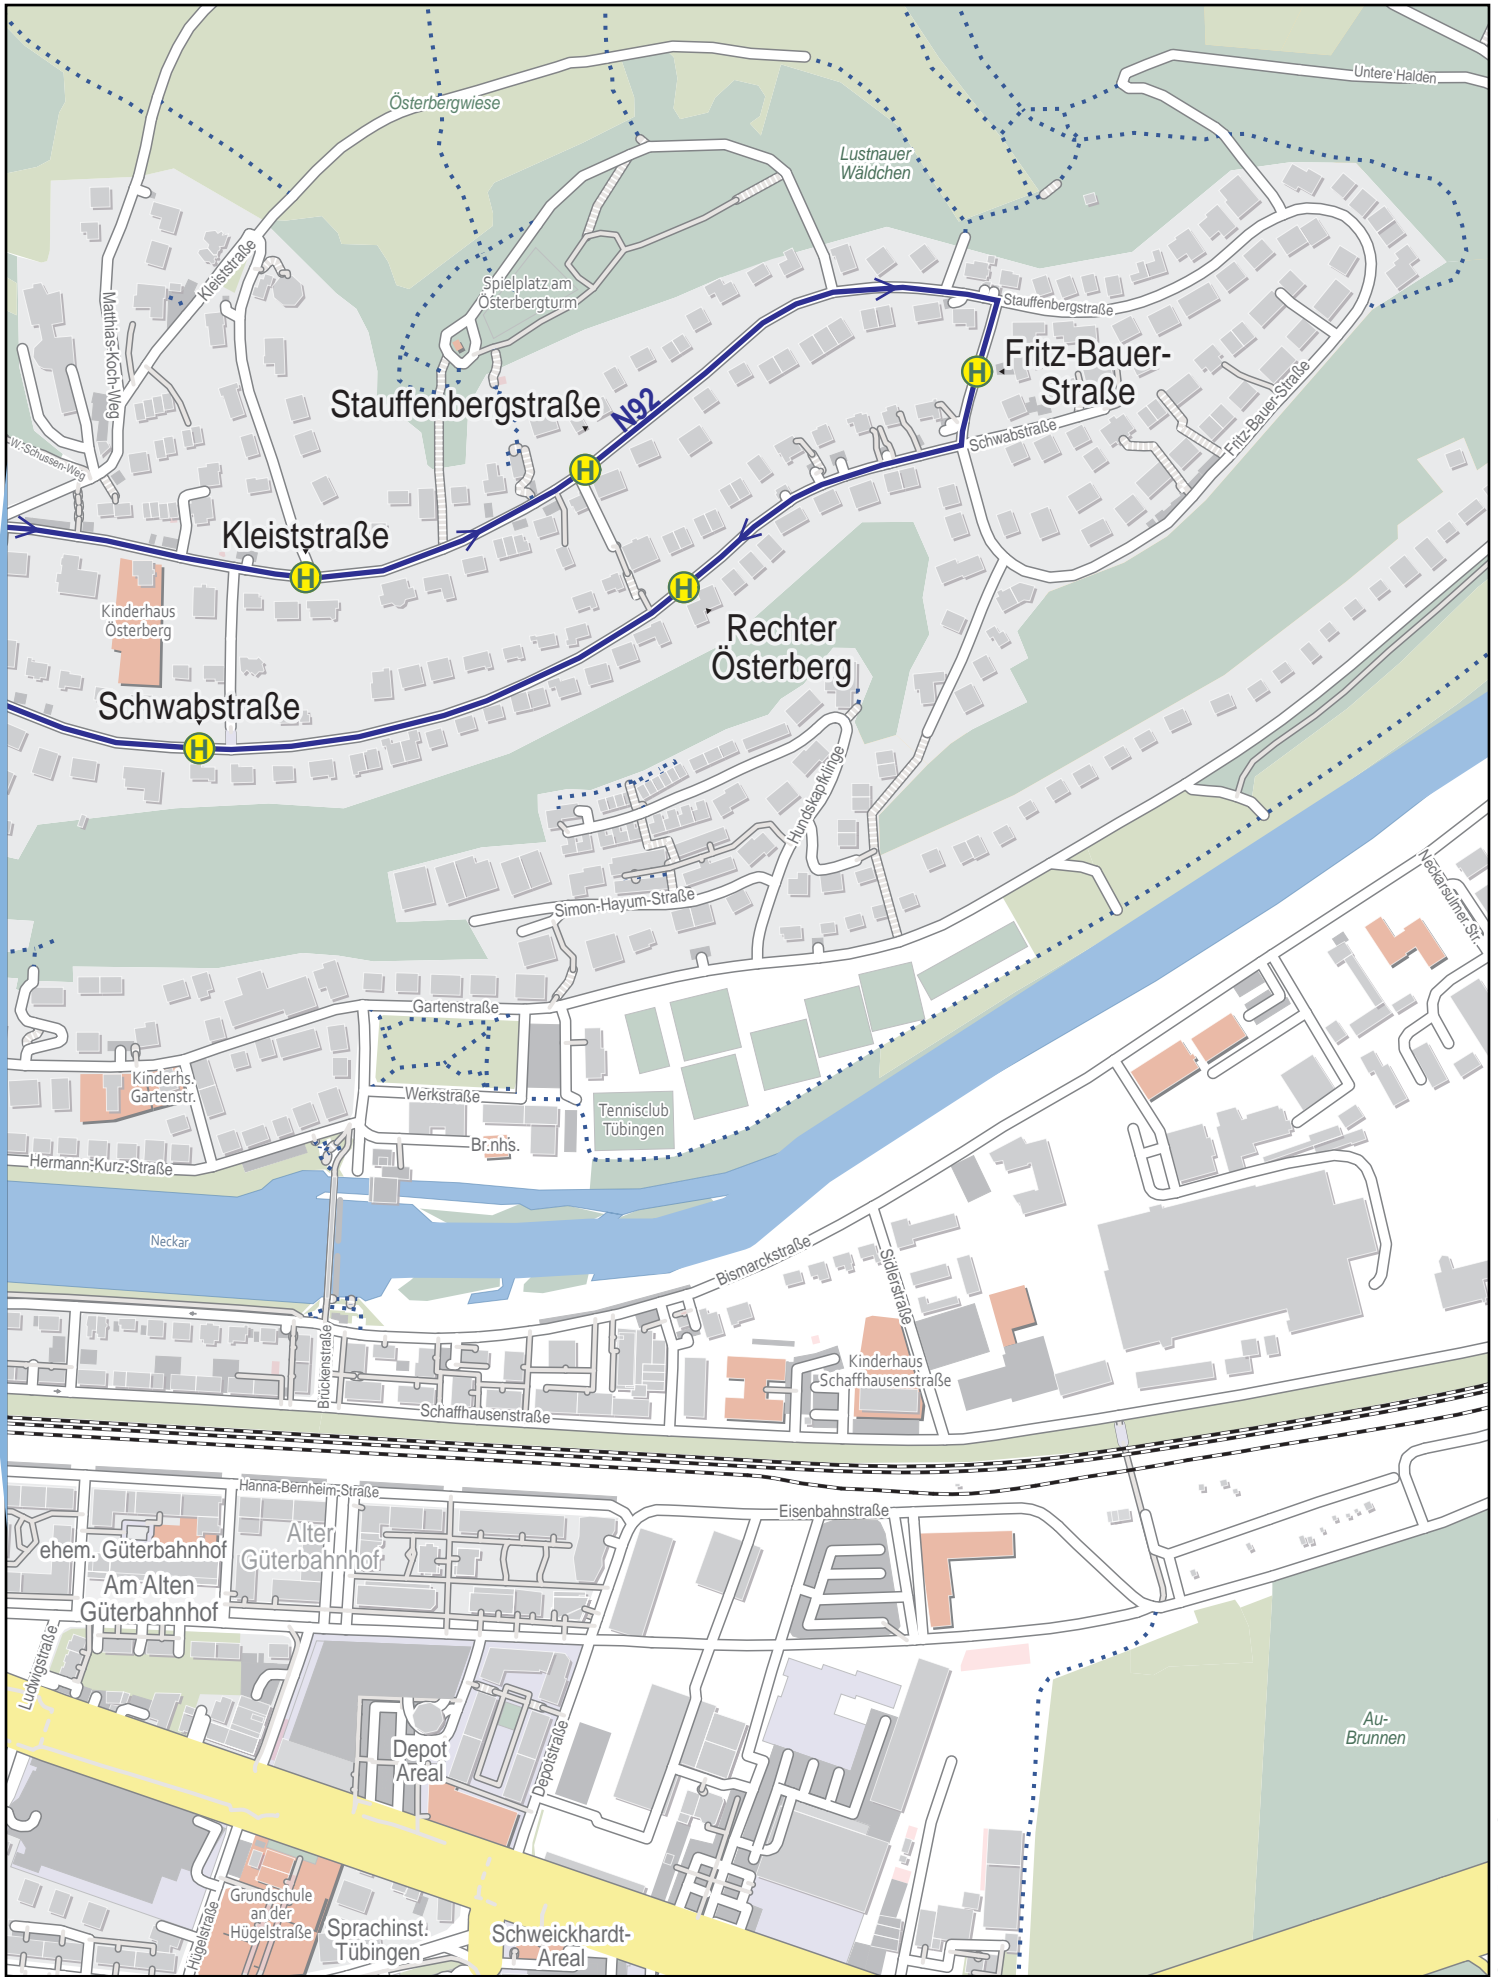 Untere Halden
Österbergwiese
Lustnauer
Wäldchen
Kleiststraße
Spielplatz am
Österbergturm
Matthias-Koch-Weg
Stauffenbergstraße
Fritz-Bauer-
Straße
H
Stauffenbergstraße
N92
Schwabstraße
Fritz-Bauer-Straße
W.-Schussen-Weg
H
Kleiststraße
H
Kinderhaus
Österberg
H
Rechter
Österberg
Schwabstraße
H
Hundskapfklinge
Simon-Hayum-Straße
Neckarsulmer Str.
Gartenstraße
Kinderhs.
Gartenstr.
Werkstraße
Tennisclub
Tübingen
Br.nhs.
Hermann-Kurz-Straße
Neckar
Bismarckstraße
Sidlerstraße
Brückenstraße
Kinderhaus
Schaffhausenstraße
Schaffhausenstraße
Hanna-Bernheim-Straße
Eisenbahnstraße
Alter
Güterbahnhof
ehem. Güterbahnhof
Am Alten
Güterbahnhof
Ludwigstraße
Depot
Areal
Depotstraße
Au-
Brunnen
Grundschule
an der
Hügelstraße
Hügelstraße
Sprachinst.
Tübingen
Schweickhardt-
Areal